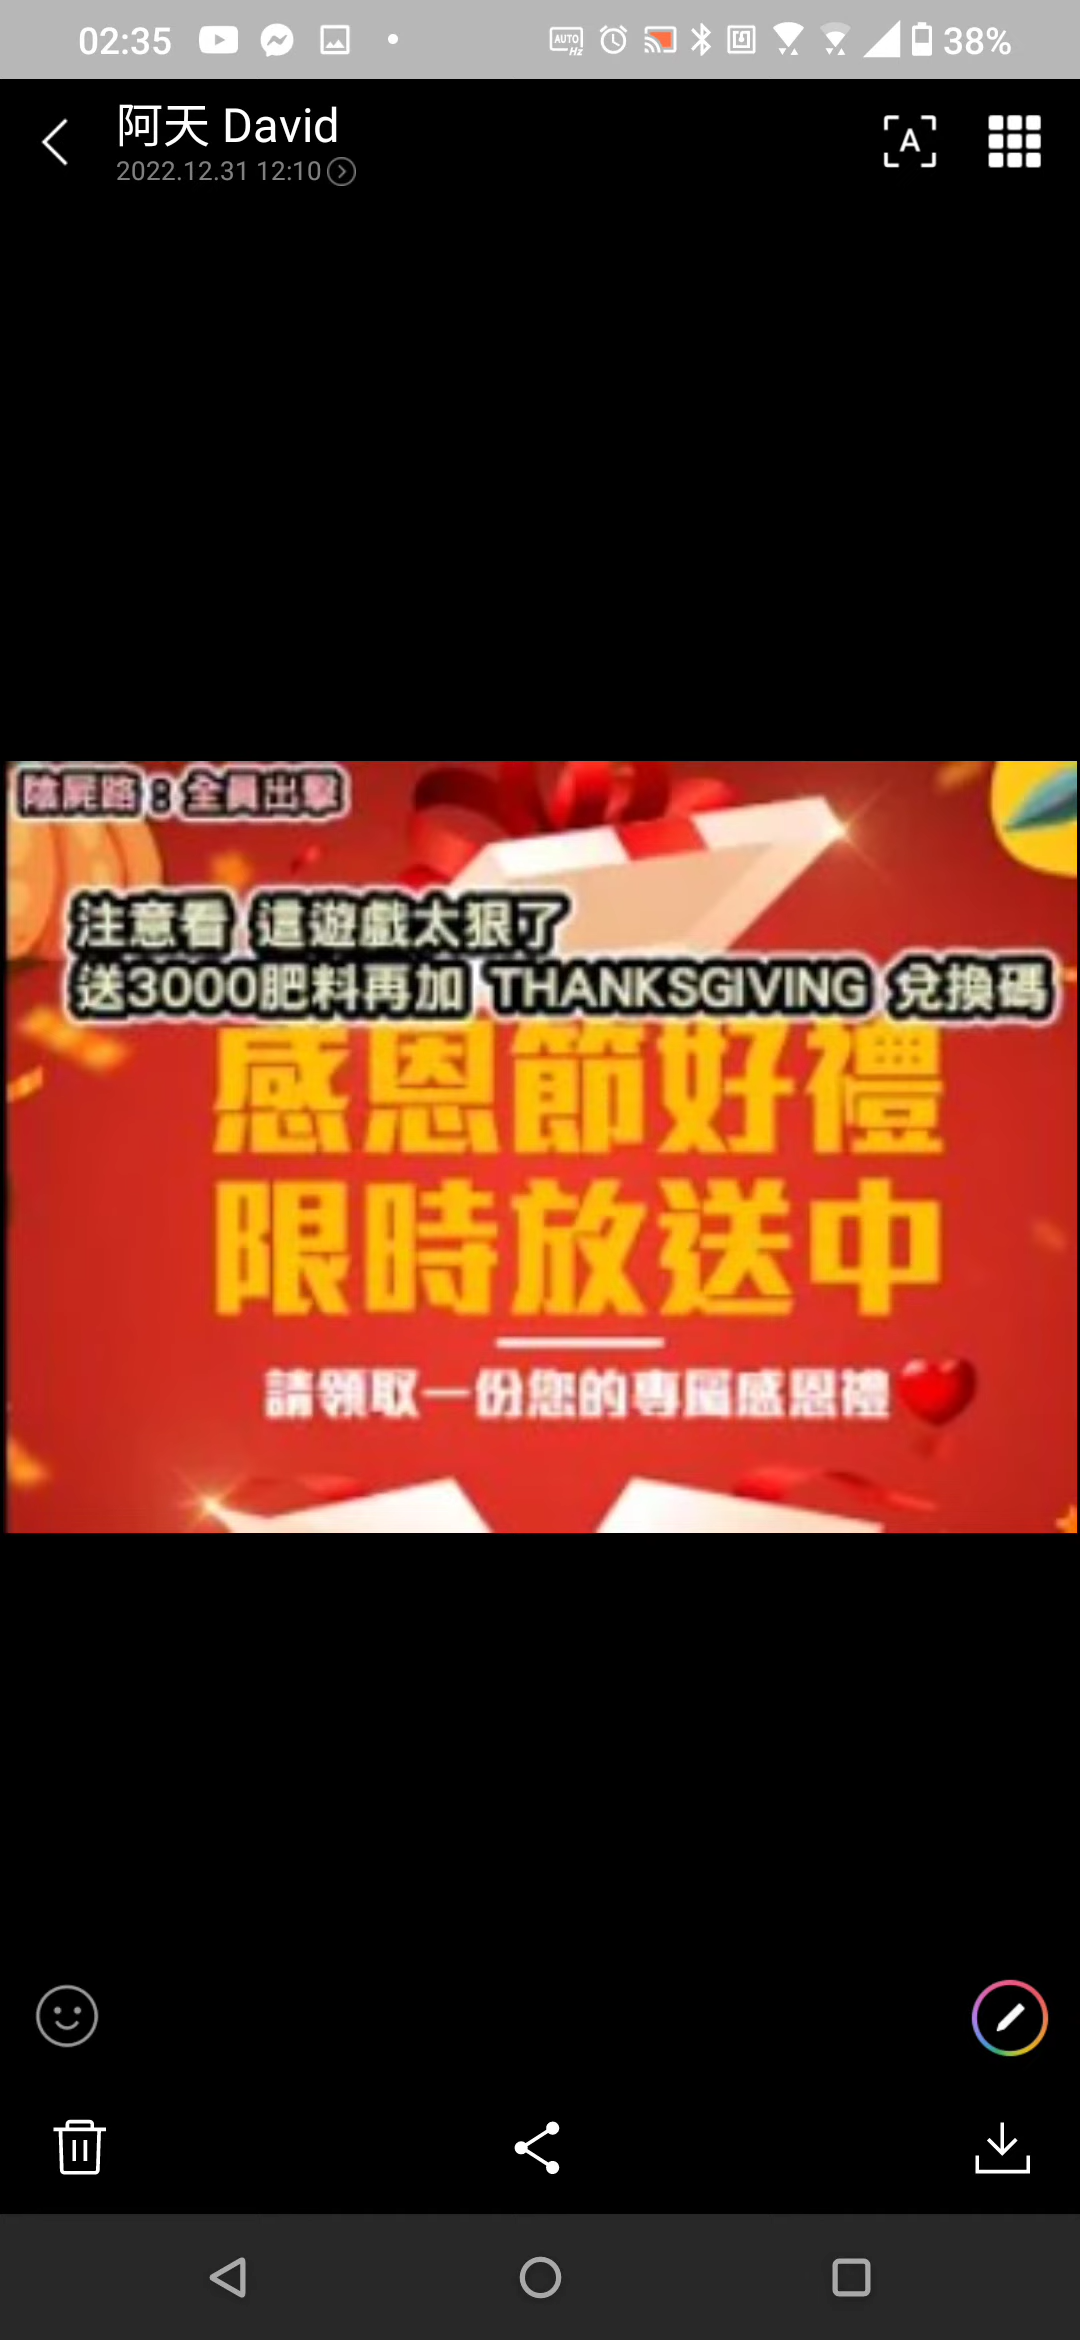 02:35
AUTO Hz
38%
阿天 David
2022.12.31 12:10
A
陰屍路：全員出擊
注意看 這遊戲太狠了
送3000肥料再加 THANKSGIVING 兌換碼
感恩節好禮
限時放送中
請領取一份您的專屬感恩禮